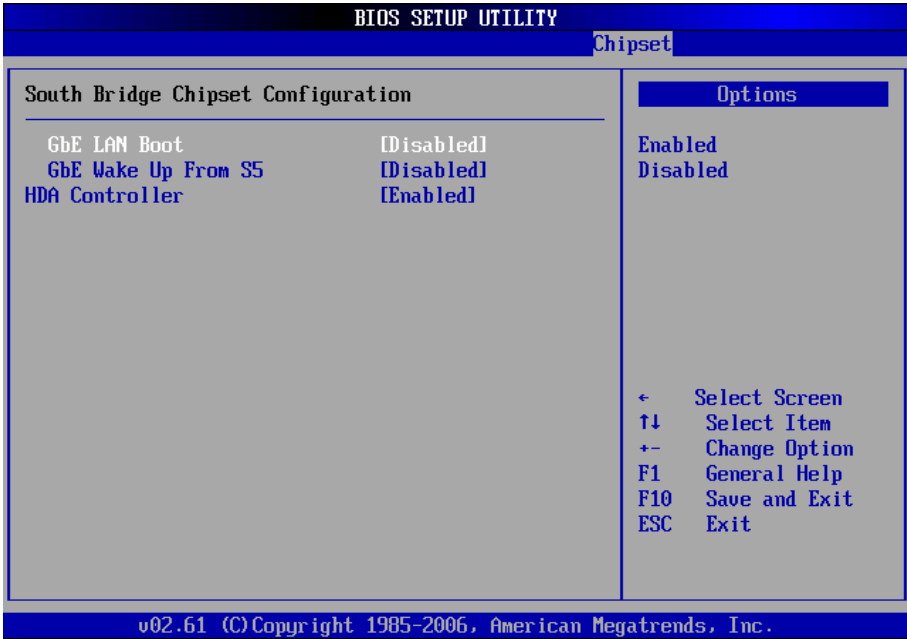 BIOS SETUP UTILITY
Chipset
South Bridge Chipset Configuration
GbE LAN Boot [Disabled]
GbE Wake Up From S5 [Disabled]
HDA Controller [Enabled]
Options
Enabled
Disabled
← Select Screen
↑↓ Select Item
+- Change Option
F1 General Help
F10 Save and Exit
ESC Exit
v02.61 (C)Copyright 1985-2006, American Megatrends, Inc.